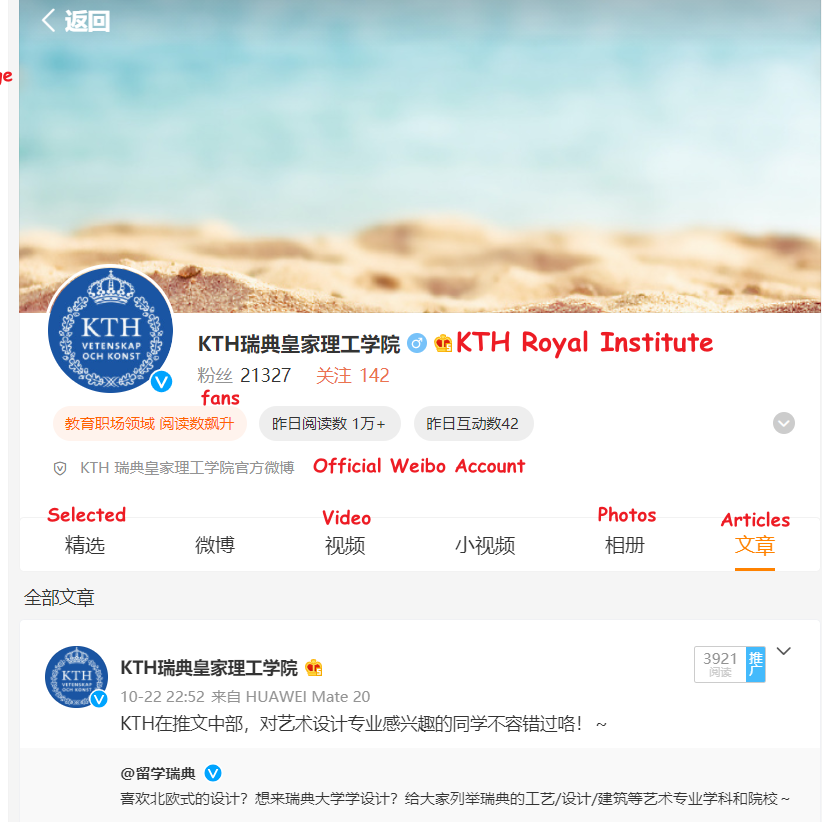 返回
ge
KTH
VETENSKAP
OCH KONST
KTH瑞典皇家理工学院 KTH Royal Institute
粉丝 21327 关注 142
fans
教育职场领域 阅读数飙升 昨日阅读数 1万+ 昨日互动数42
KTH 瑞典皇家理工学院官方微博 Official Weibo Account
Selected Video Photos Articles
精选 微博 视频 小视频 相册 文章
全部文章
KTH
VETENSKAP
OCH KONST
KTH瑞典皇家理工学院
3921 阅读 推广
10-22 22:52 来自 HUAWEI Mate 20
KTH在推文中部，对艺术设计专业感兴趣的同学不容错过咯！~
@留学瑞典
喜欢北欧式的设计？想来瑞典大学学设计？给大家列举瑞典的工艺/设计/建筑等艺术专业学科和院校~